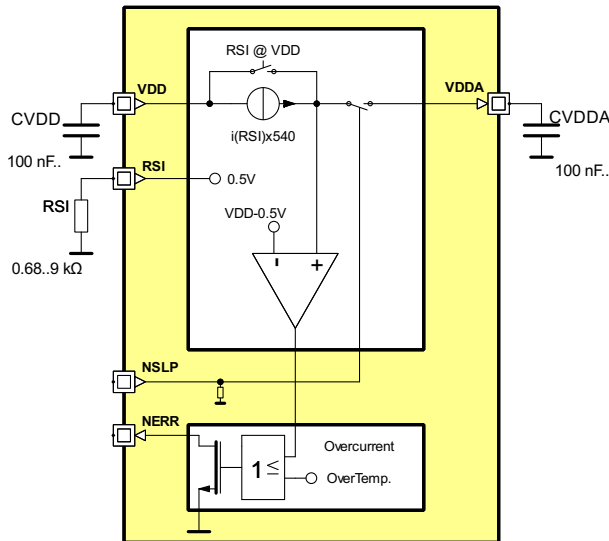 RSI @ VDD
VDD
VDDA
CVDD
CVDDA
i(RSI)x540
100 nF..
100 nF..
RSI
0.5V
RSI
VDD-0.5V
- +
0.68..9 kΩ
NSLP
NERR
Overcurrent
1 ≤
OverTemp.